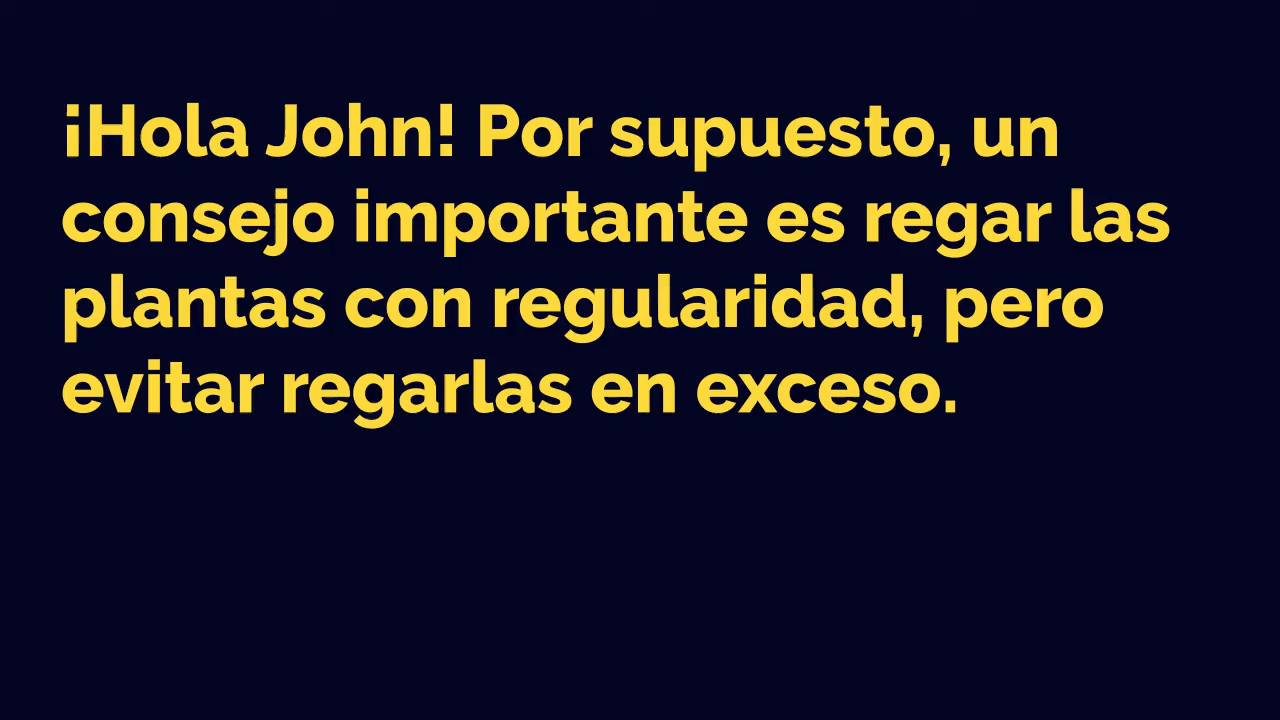 ¡Hola John! Por supuesto, un
consejo importante es regar las
plantas con regularidad, pero
evitar regarlas en exceso.